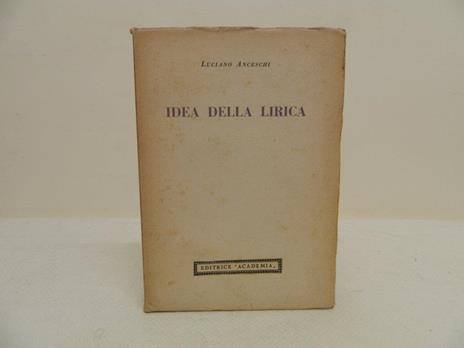 Luciano Anceschi
IDEA DELLA LIRICA
EDITRICE "ACADEMIA"